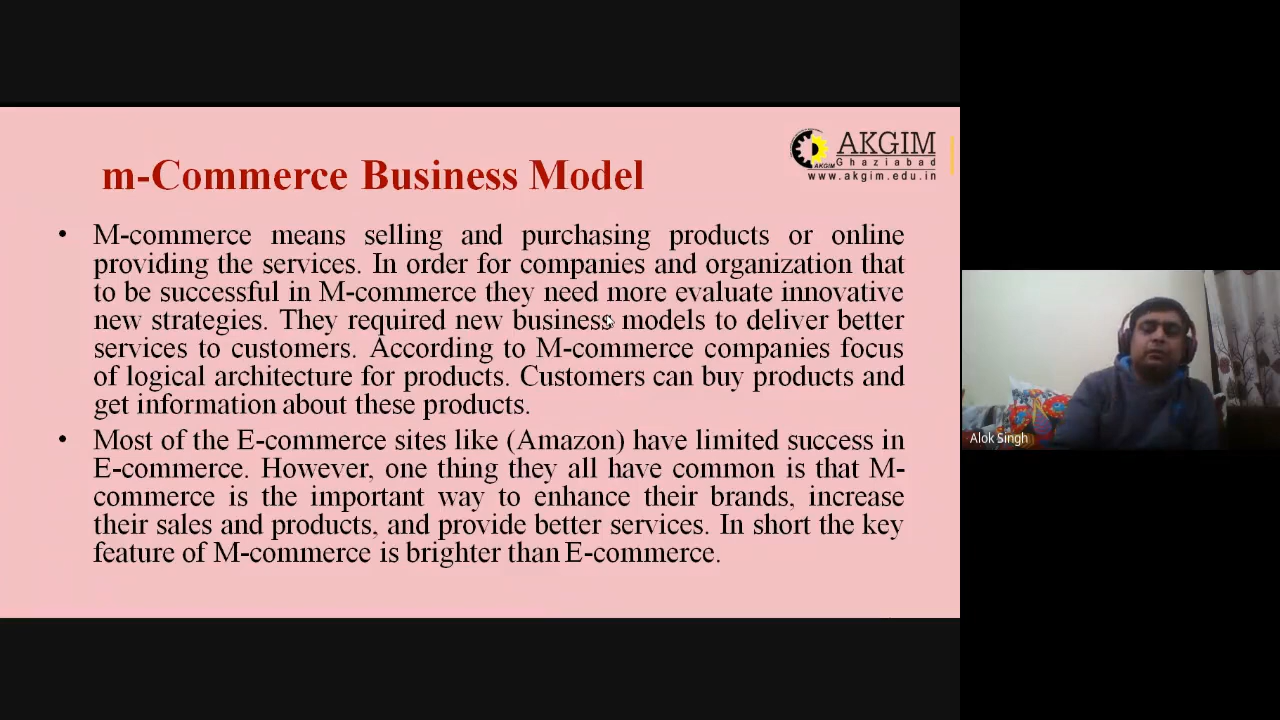 AKGIM
Ghaziabad
AKGIM
www.akgim.edu.in
m-Commerce Business Model
• M-commerce means selling and purchasing products or online
providing the services. In order for companies and organization that
to be successful in M-commerce they need more evaluate innovative
new strategies. They required new business models to deliver better
services to customers. According to M-commerce companies focus
of logical architecture for products. Customers can buy products and
get information about these products.
• Most of the E-commerce sites like (Amazon) have limited success in
E-commerce. However, one thing they all have common is that M-
commerce is the important way to enhance their brands, increase
their sales and products, and provide better services. In short the key
feature of M-commerce is brighter than E-commerce.
Alok Singh